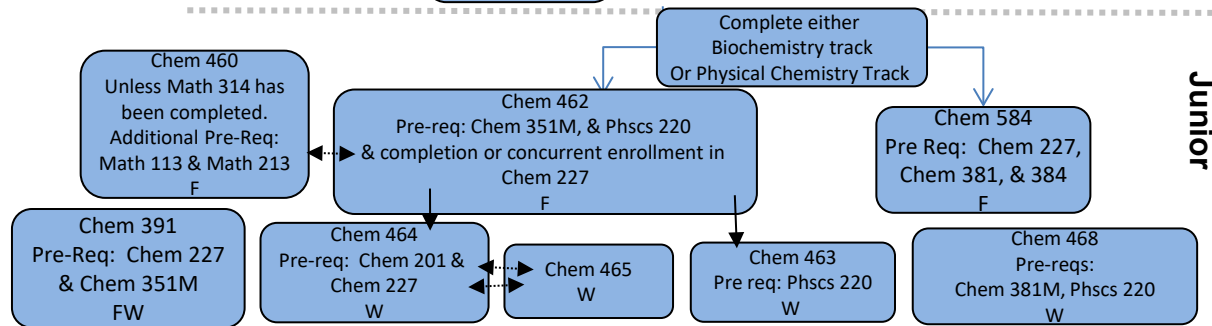 Complete either
Biochemistry track
Or Physical Chemistry Track
Chem 460
Unless Math 314 has
been completed.
Additional Pre-Req:
Math 113 & Math 213
F
Chem 462
Pre-req: Chem 351M, & Phscs 220
& completion or concurrent enrollment in
Chem 227
F
Chem 584
Pre Req: Chem 227,
Chem 381, & 384
F
Junior
Chem 391
Pre-Req: Chem 227
& Chem 351M
FW
Chem 464
Pre-req: Chem 201 &
Chem 227
W
Chem 465
W
Chem 463
Pre req: Phscs 220
W
Chem 468
Pre-reqs:
Chem 381M, Phscs 220
W